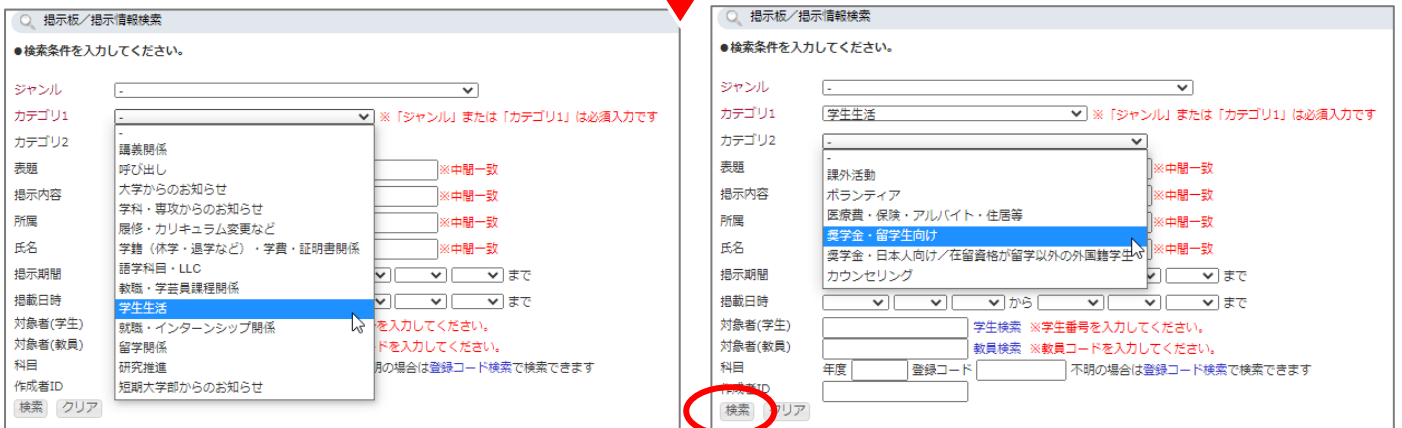 掲示板／掲示情報検索
●検索条件を入力してください。
ジャンル -
カテゴリ1 - ※「ジャンル」または「カテゴリ1」は必須入力です
-
講義関係
呼び出し
大学からのお知らせ
学科・専攻からのお知らせ
履修・カリキュラム変更など
学籍（休学・退学など）・学費・証明書関係
語学科目・LLC
教職・学芸員課程関係
学生生活
就職・インターンシップ関係
留学関係
研究推進
短期大学部からのお知らせ
カテゴリ2
表題 ※中間一致
掲示内容 ※中間一致
所属 ※中間一致
氏名 ※中間一致
掲示期間 まで
掲載日時 まで
対象者(学生) を入力してください。
対象者(教員) ドを入力してください。
科目 明の場合は登録コード検索で検索できます
作成者ID
検索 クリア
掲示板／掲示情報検索
●検索条件を入力してください。
ジャンル -
カテゴリ1 学生生活 ※「ジャンル」または「カテゴリ1」は必須入力です
カテゴリ2 -
-
課外活動
ボランティア
医療費・保険・アルバイト・住居等
奨学金・留学生向け
奨学金・日本人向け／在留資格が留学以外の外国籍学生
カウンセリング
表題 ※中間一致
掲示内容 ※中間一致
所属 ※中間一致
氏名 ※中間一致
掲示期間 まで
掲載日時 から まで
対象者(学生) 学生検索 ※学生番号を入力してください。
対象者(教員) 教員検索 ※教員コードを入力してください。
科目 年度 登録コード 不明の場合は登録コード検索で検索できます
作成者ID
検索 クリア